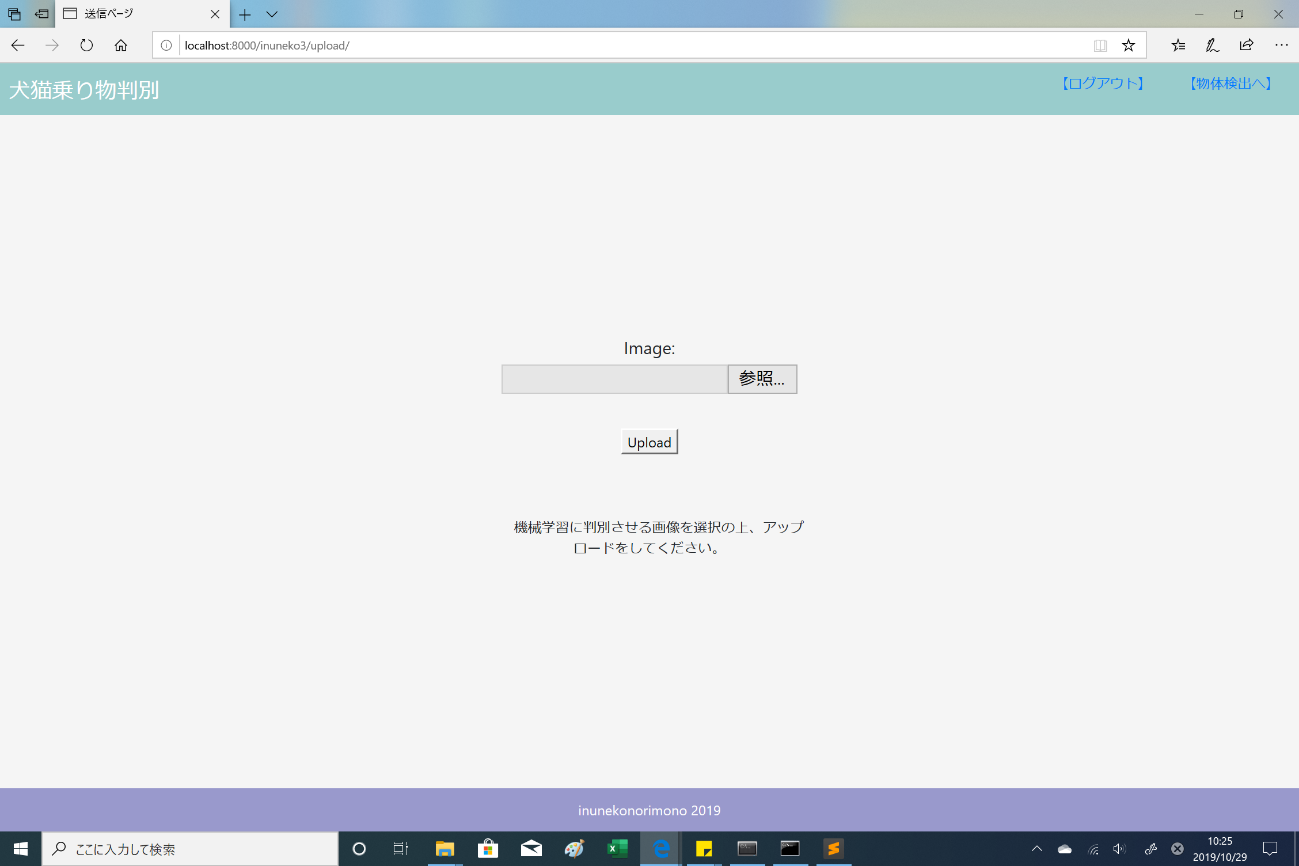 送信ページ
localhost:8000/inuneko3/upload/
犬猫乗り物判別
【ログアウト】
【物体検出へ】
Image:
参照...
Upload
機械学習に判別させる画像を選択の上、アップ
ロードをしてください。
inunekonorimono 2019
ここに入力して検索
10:25
2019/10/29